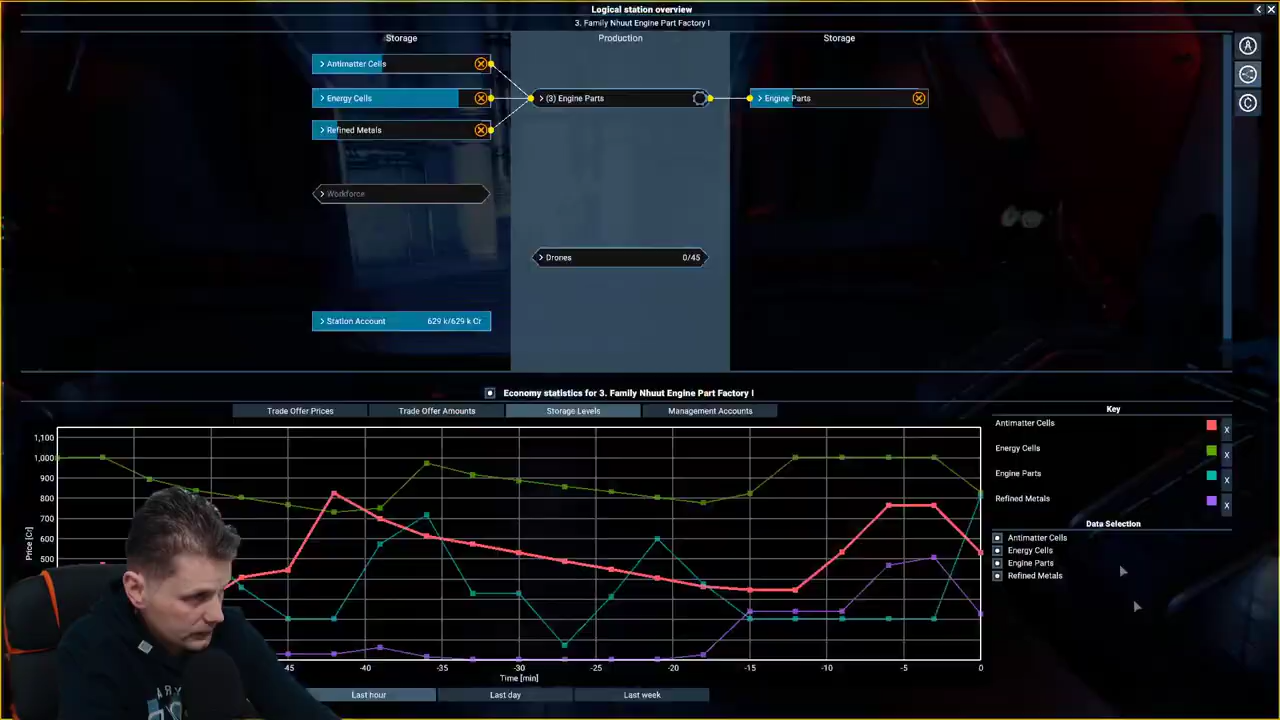 Logical station overview
3. Family Nhuut Engine Part Factory I
Storage
Production
Storage
Antimatter Cells
Energy Cells
(3) Engine Parts
Engine Parts
Refined Metals
Workforce
Drones 0/45
Station Account 629 k/629 k Cr
A
C
Economy statistics for 3. Family Nhuut Engine Part Factory I
Trade Offer Prices
Trade Offer Amounts
Storage Levels
Management Accounts
Key
Antimatter Cells X
Energy Cells X
Engine Parts X
Refined Metals X
Data Selection
Antimatter Cells
Energy Cells
Engine Parts
Refined Metals
Price [Cr]
1,100
1,000
900
800
700
600
500
-45 -40 -35 -30 -25 -20 -15 -10 -5 0
Time [min]
Last hour
Last day
Last week